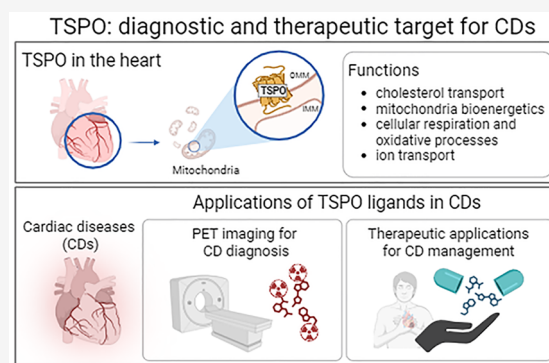 TSPO: diagnostic and therapeutic target for CDs
TSPO in the heart
OMM
TSPO
IMM
Mitochondria
Functions
• cholesterol transport
• mitochondria bioenergetics
• cellular respiration and
oxidative processes
• ion transport
Applications of TSPO ligands in CDs
Cardiac diseases
(CDs)
PET imaging for
CD diagnosis
Therapeutic applications
for CD management